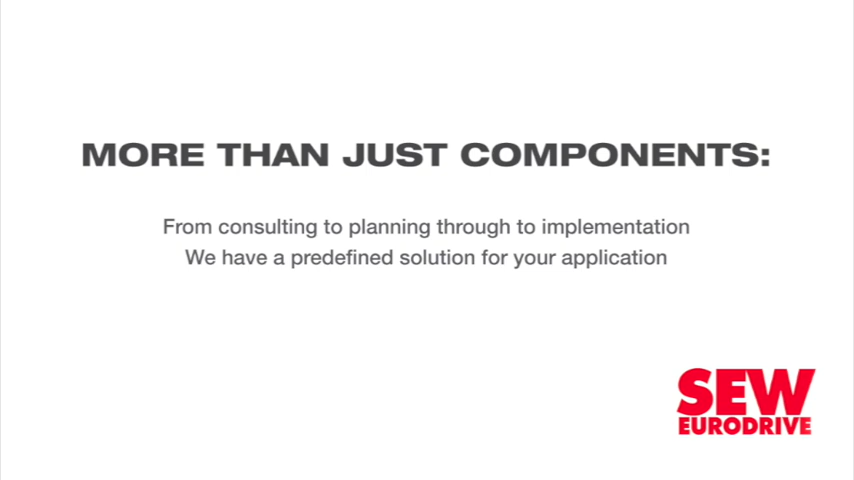 MORE THAN JUST COMPONENTS:
From consulting to planning through to implementation
We have a predefined solution for your application
SEW
EURODRIVE